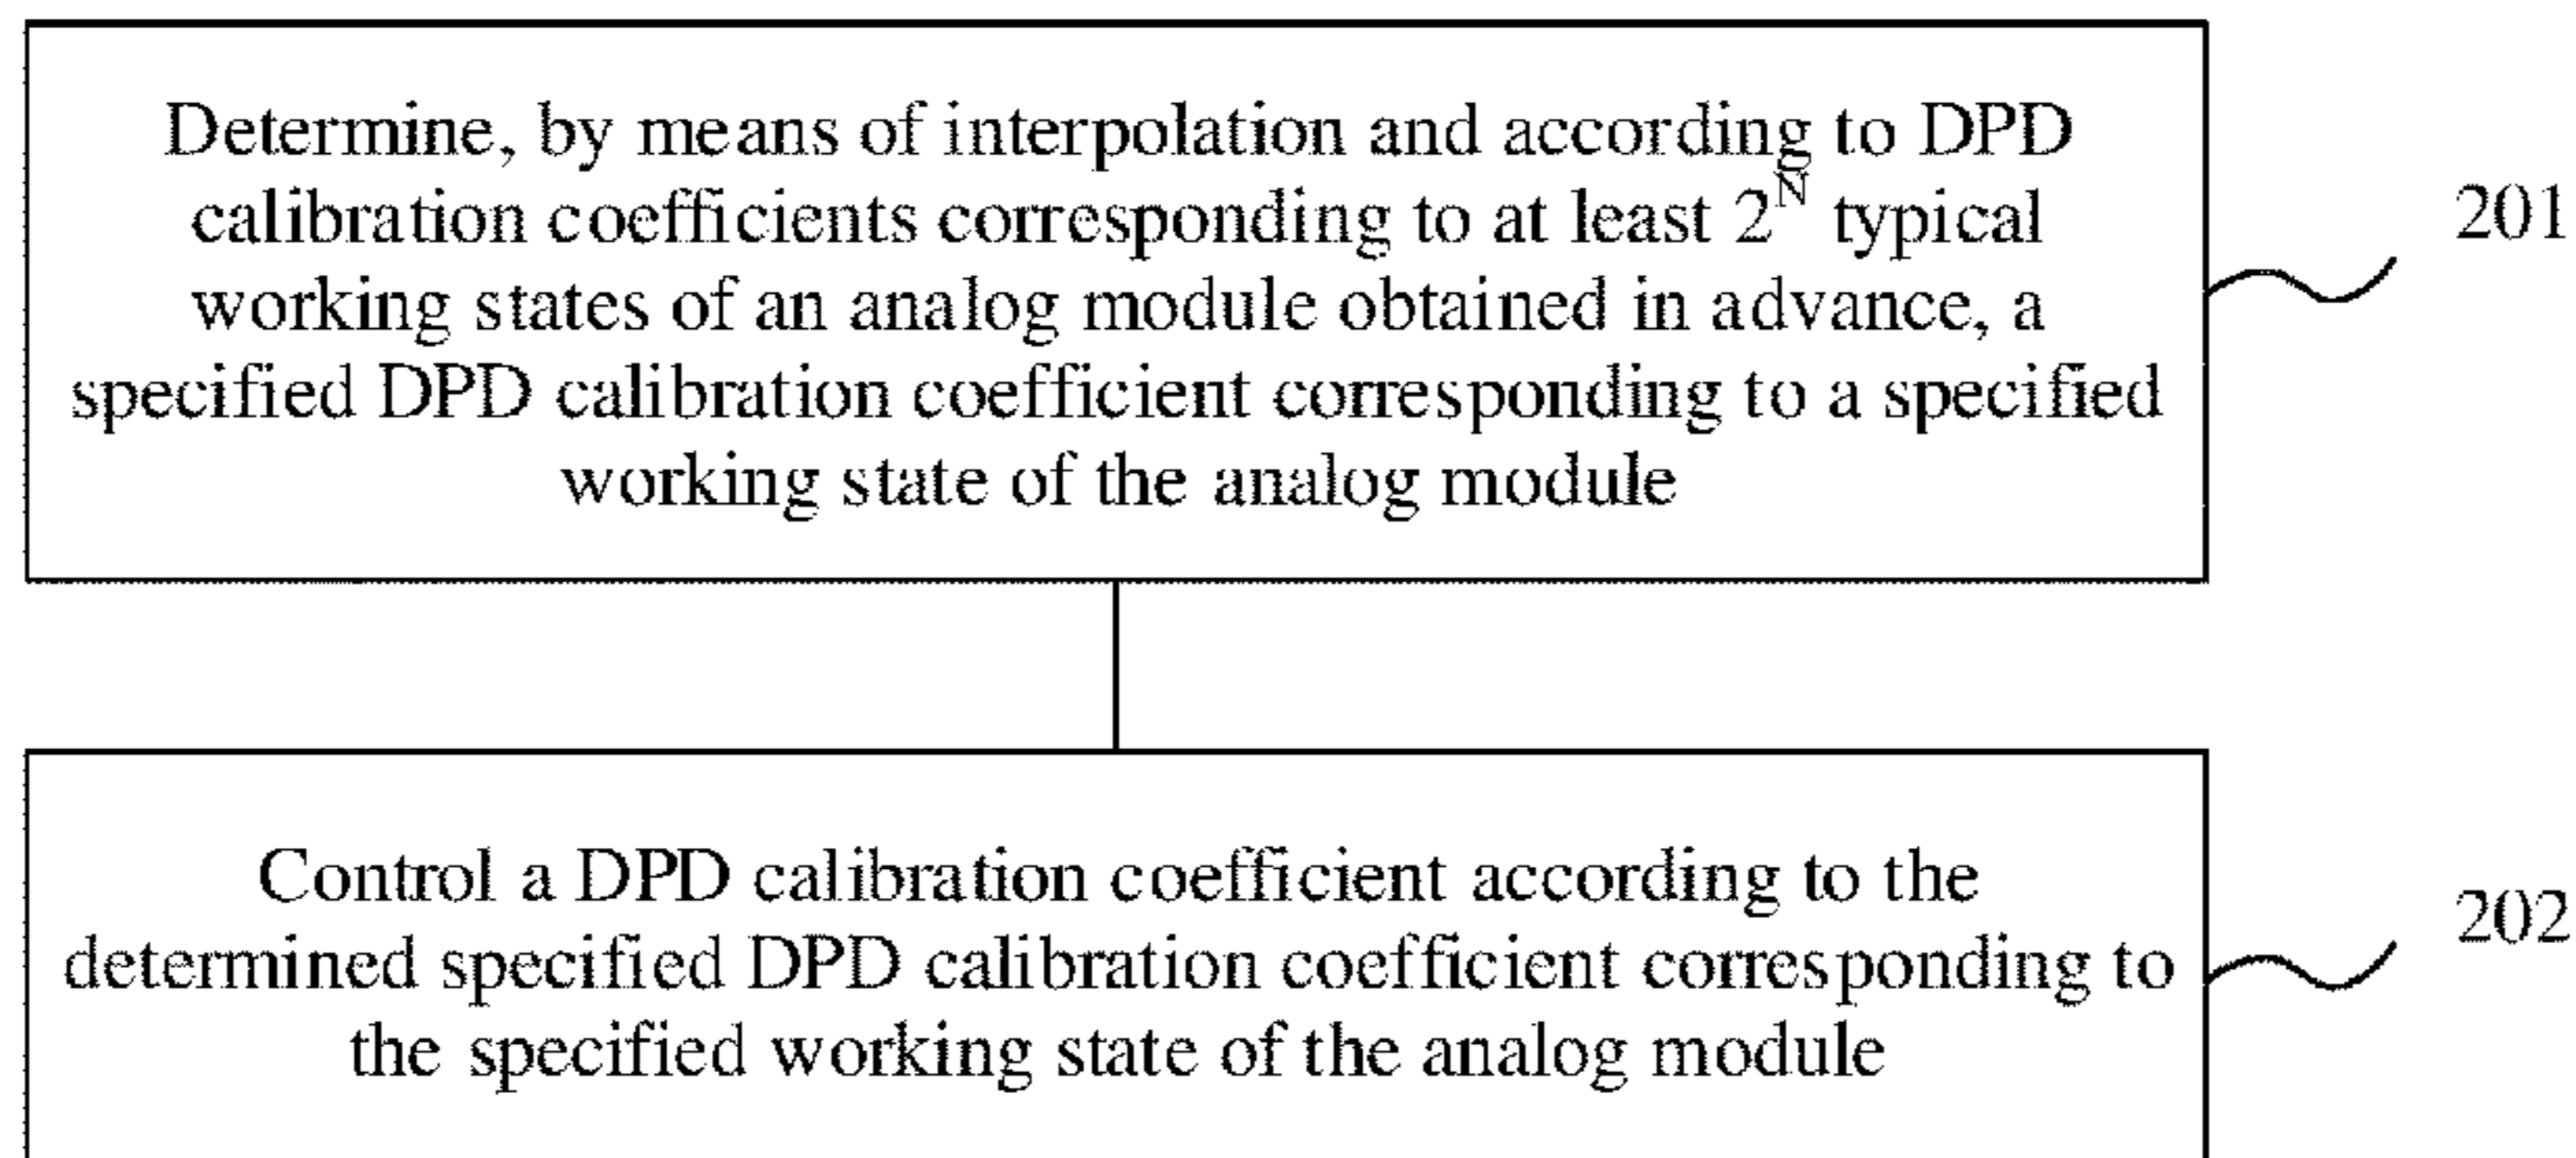 Determine, by means of interpolation and according to DPD
calibration coefficients corresponding to at least 2^N typical
working states of an analog module obtained in advance, a
specified DPD calibration coefficient corresponding to a specified
working state of the analog module
201
Control a DPD calibration coefficient according to the
determined specified DPD calibration coefficient corresponding to
the specified working state of the analog module
202